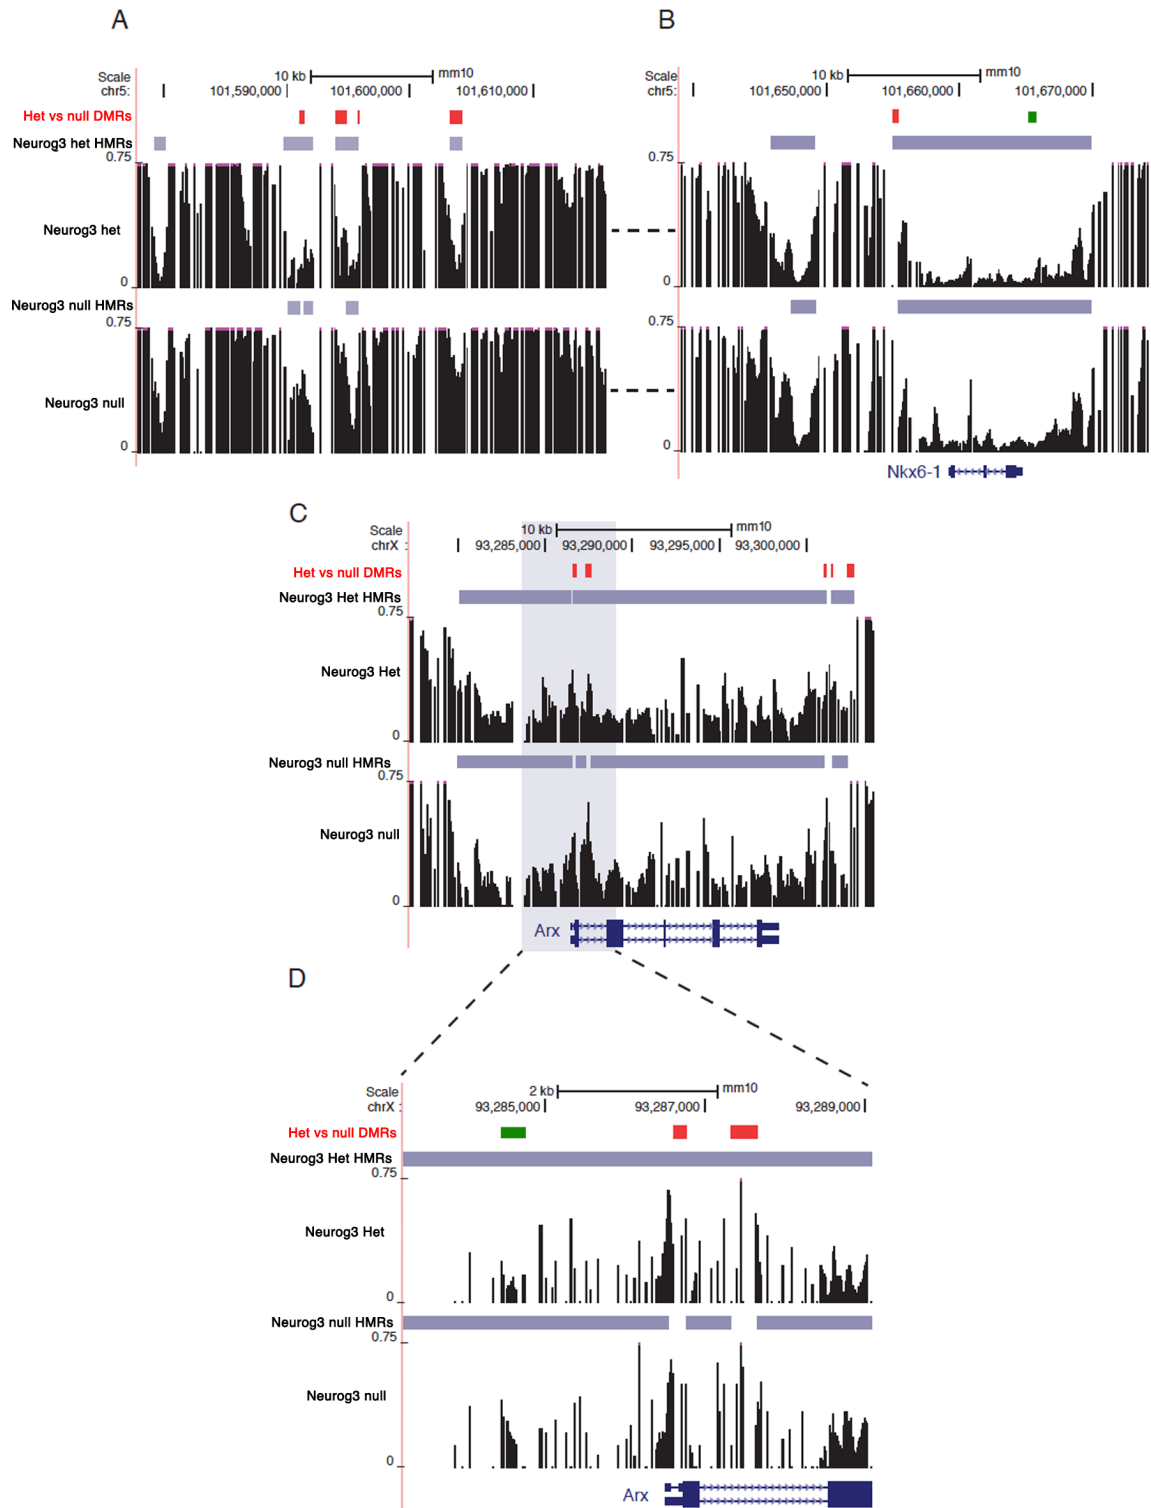 A
Scale 10 kb mm10
chr5: 101,590,000 101,600,000 101,610,000
Het vs null DMRs
Neurog3 het HMRs
0.75
Neurog3 het
0
Neurog3 null HMRs
0.75
Neurog3 null
0
B
Scale 10 kb mm10
chr5: 101,650,000 101,660,000 101,670,000
0.75
0
0.75
0
Nkx6-1
C
Scale 10 kb mm10
chrX : 93,285,000 93,290,000 93,295,000 93,300,000
Het vs null DMRs
Neurog3 Het HMRs
0.75
Neurog3 Het
0
Neurog3 null HMRs
0.75
Neurog3 null
0
Arx
D
Scale 2 kb mm10
chrX : 93,285,000 93,287,000 93,289,000
Het vs null DMRs
Neurog3 Het HMRs
0.75
Neurog3 Het
0
Neurog3 null HMRs
0.75
Neurog3 null
0
Arx